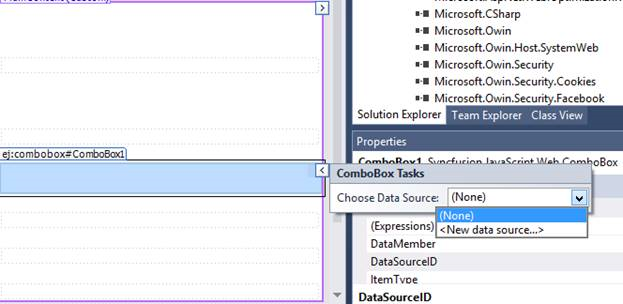 Microsoft.CSharp
Microsoft.Owin
Microsoft.Owin.Host.SystemWeb
Microsoft.Owin.Security
Microsoft.Owin.Security.Cookies
Microsoft.Owin.Security.Facebook
Solution Explorer Team Explorer Class View
Properties
ej:combobox#ComboBox1
ComboBox1 Syncfusion.JavaScript.Web.ComboBox
ComboBox Tasks
Choose Data Source: (None)
(None)
<New data source...>
(Expressions)
DataMember
DataSourceID
ItemType
DataSourceID